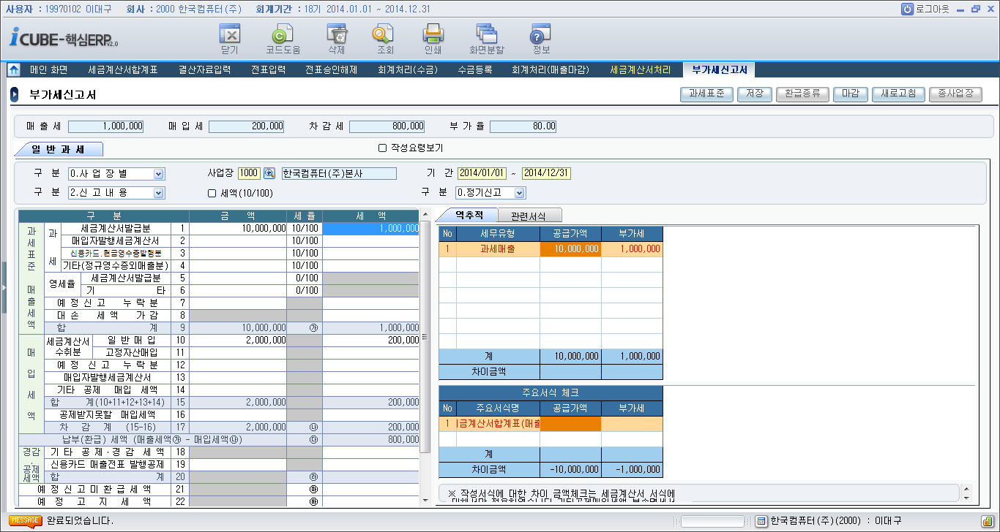 사용자 : 19970102 이대구 회사 : 2000 한국컴퓨터(주) 회계기간 : 18기 2014.01.01 ~ 2014.12.31 로그아웃
iCUBE-핵심ERP v2.0
닫기 코드도움 삭제 조회 인쇄 화면분할 정보
메인 화면 세금계산서합계표 결산자료입력 전표입력 전표승인해제 회계처리(수금) 수금등록 회계처리(매출마감) 세금계산서처리 부가세신고서
부가세신고서 과세표준 저장 환급종류 마감 새로고침 종사업장
매 출 세 1,000,000 매 입 세 200,000 차 감 세 800,000 부 가 율 80.00
일 반 과 세 작성요령보기
구 분 0.사 업 장 별 사업장 1000 한국컴퓨터(주)본사 기 간 2014/01/01 ~ 2014/12/31
구 분 2.신 고 내 용 세액(10/100) 구 분 0.정기신고
구 분 금 액 세 율 세 액
과세표준 매출세액
과 세
세금계산서발급분 1 10,000,000 10/100 1,000,000
매입자발행세금계산서 2 10/100
신용카드.현금영수증발행분 3 10/100
기타(정규영수증외매출분) 4 10/100
영세율 세금계산서발급분 5 0/100
기 타 6 0/100
예 정 신 고 누 락 분 7
대 손 세 액 가 감 8
합 계 9 10,000,000 ㉮ 1,000,000
매 입 세 액
세금계산서 수취분 일 반 매 입 10 2,000,000 200,000
고정자산매입 11
예 정 신 고 누 락 분 12
매입자발행세금계산서 13
기타 공제 매입 세액 14
합 계(10+11+12+13+14) 15 2,000,000 200,000
공제받지못할 매입세액 16
차 감 계 (15-16) 17 2,000,000 ㉯ 200,000
납부(환급) 세액 (매출세액㉮ - 매입세액㉯) ㉰ 800,000
경감 . 공제 세액
기 타 공 제·경 감 세 액 18
신용카드 매출전표 발행공제 19
합 계 20 ㉱
예 정 신 고 미 환 급 세 액 21 ㉲
예 정 고 지 세 액 22 ㉳
역추적 관련서식
No 세무유형 공급가액 부가세
1 과세매출 10,000,000 1,000,000
계 10,000,000 1,000,000
차이금액
주요서식 체크
No 주요서식명 공급가액 부가세
1 금계산서합계표(매출
계
차이금액 -10,000,000 -1,000,000
※ 작성서식에 대한 차이 금액체크는 세금계산서 서식에
MESSAGE 완료되었습니다. 한국컴퓨터(주)(2000) : 이대구